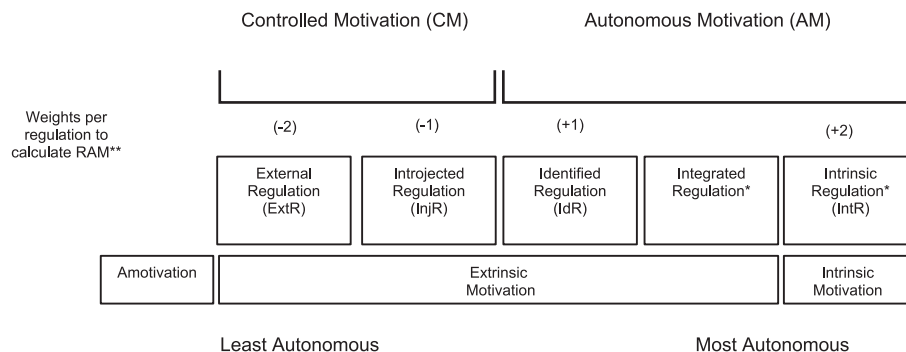 Controlled Motivation (CM)
Autonomous Motivation (AM)
Weights per
regulation to
calculate RAM**
(-2)
(-1)
(+1)
(+2)
External
Regulation
(ExtR)
Introjected
Regulation
(InjR)
Identified
Regulation
(IdR)
Integrated
Regulation*
Intrinsic
Regulation*
(IntR)
Amotivation
Extrinsic
Motivation
Intrinsic
Motivation
Least Autonomous
Most Autonomous